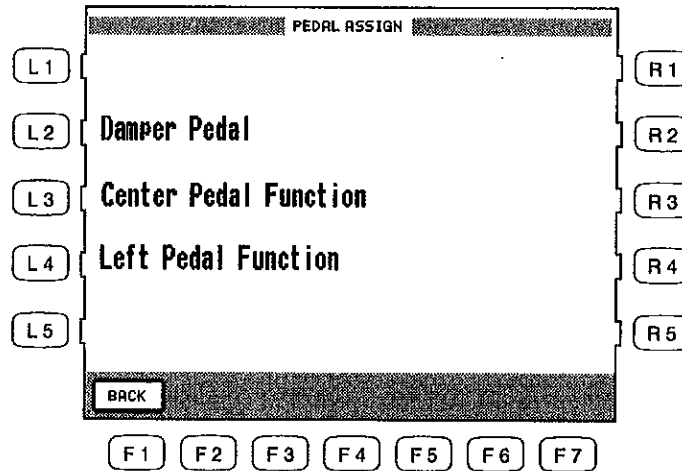 PEDAL ASSIGN
L1 R1
L2 Damper Pedal R2
L3 Center Pedal Function R3
L4 Left Pedal Function R4
L5 R5
BACK
F1 F2 F3 F4 F5 F6 F7